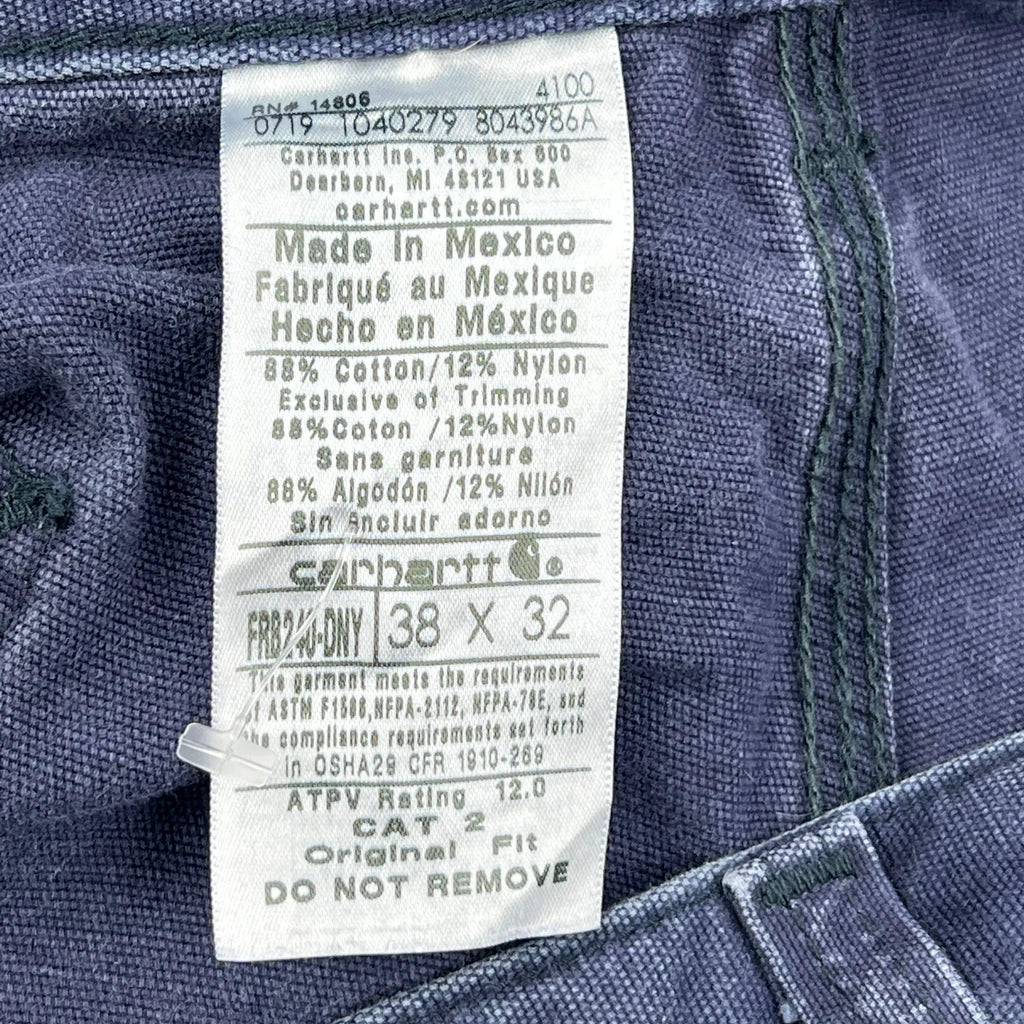 RN# 14806 4100
0719 1040279 8043986A
Carhartt Inc. P.O. Box 600
Dearborn, MI 48121 USA
carhartt.com
Made in Mexico
Fabriqué au Mexique
Hecho en México
88% Cotton/12% Nylon
Exclusive of Trimming
88%Coton /12%Nylon
Sans garniture
88% Algodón /12% Nilón
Sin incluir adorno
carhartt ®
FRB240-DNY 38 X 32
This garment meets the requirements
of ASTM F1506, NFPA-2112, NFPA-70E, and
the compliance requirements set forth
in OSHA29 CFR 1910-269
ATPV Rating 12.0
CAT 2
Original Fit
DO NOT REMOVE